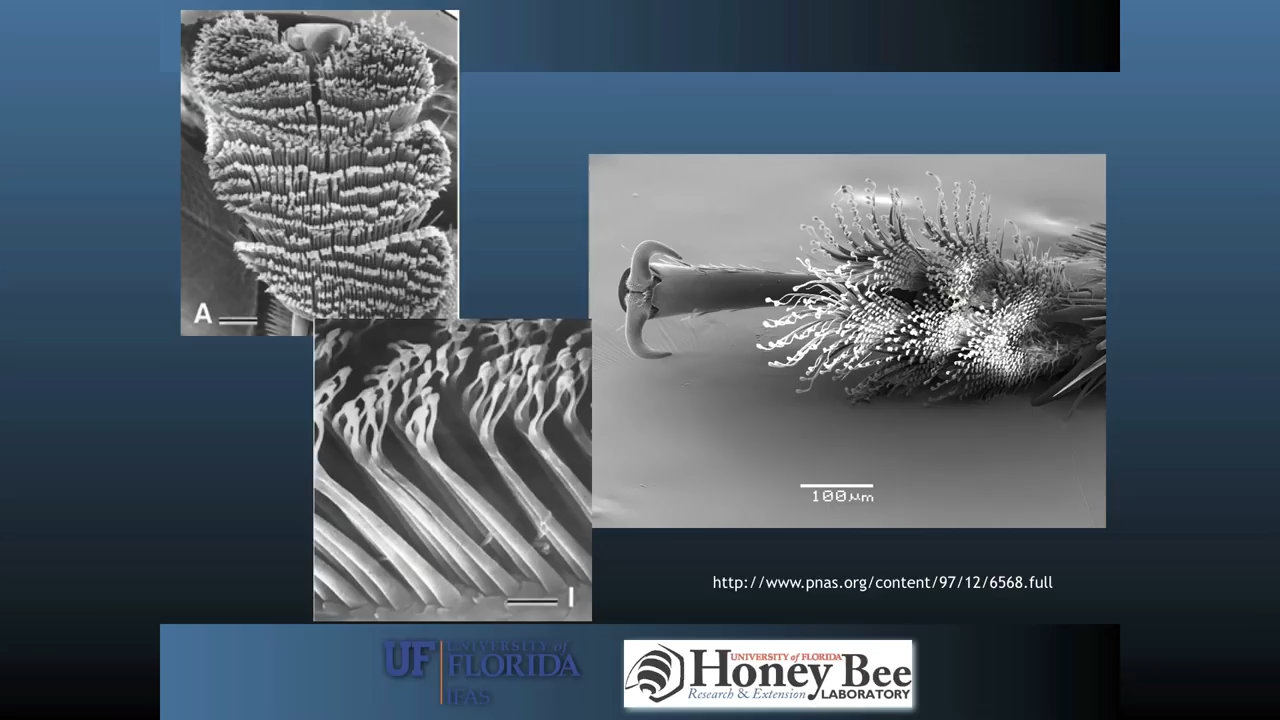 A
100µm
I
http://www.pnas.org/content/97/12/6568.full
UF UNIVERSITY of FLORIDA
IFAS
UNIVERSITY of FLORIDA
Honey Bee
Research & Extension LABORATORY